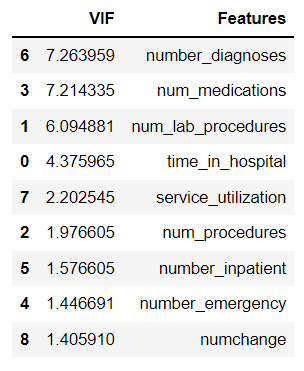 VIF Features
6 7.263959 number_diagnoses
3 7.214335 num_medications
1 6.094881 num_lab_procedures
0 4.375965 time_in_hospital
7 2.202545 service_utilization
2 1.976605 num_procedures
5 1.576605 number_inpatient
4 1.446691 number_emergency
8 1.405910 numchange